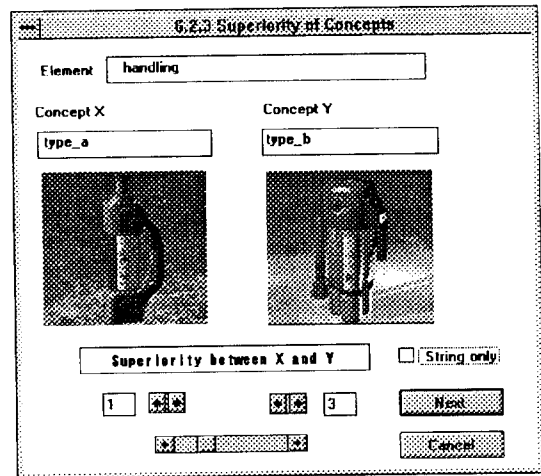 6.2.3 Superiority of Concepts
Element handling
Concept X Concept Y
type_a type_b
Superiority between X and Y String only
1 3 Next
Cancel